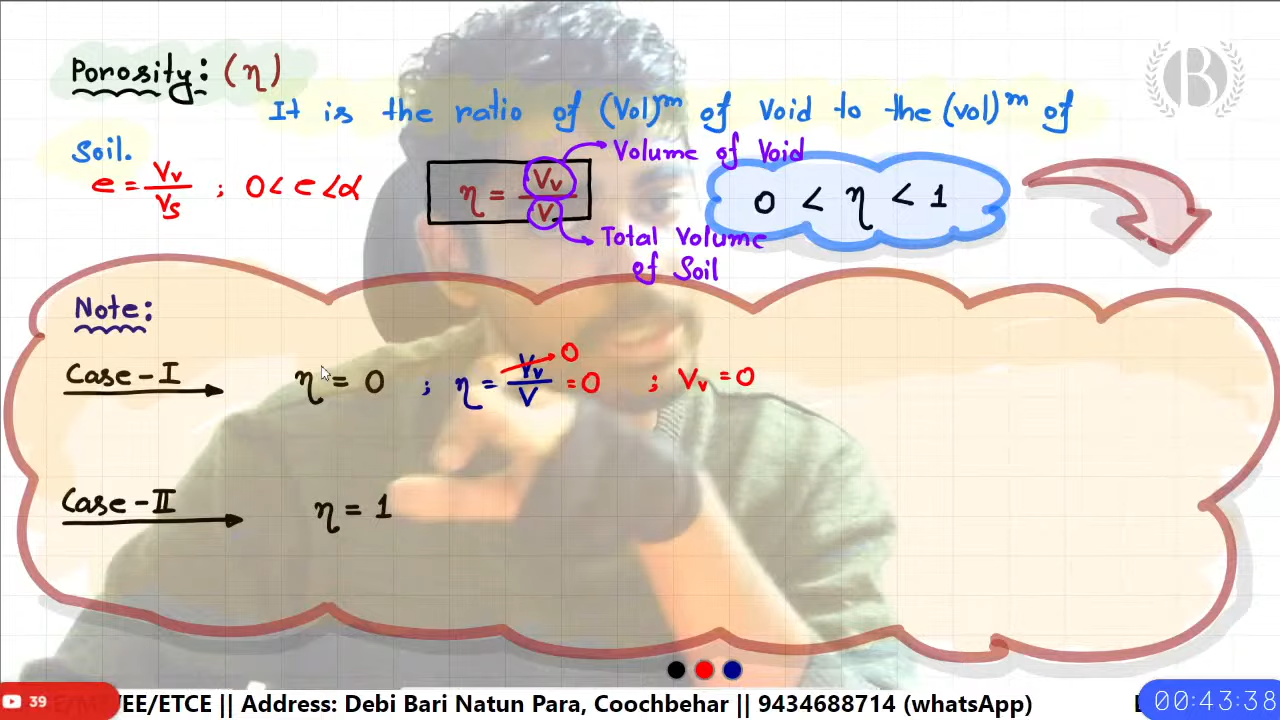 Porosity: (η)
It is the ratio of (Vol)ᵐ of Void to the (vol)ᵐ of
Soil.
e = Vv/Vs ; 0 < e < α
η = Vv/V
Volume of Void
Total Volume
of Soil
0 < η < 1
Note:
Case - I
η = 0 ; η = Vv/V = 0 ; Vv = 0
0
Case - II
η = 1
B
39
EE/ETCE || Address: Debi Bari Natun Para, Coochbehar || 9434688714 (whatsApp)
00:43:38